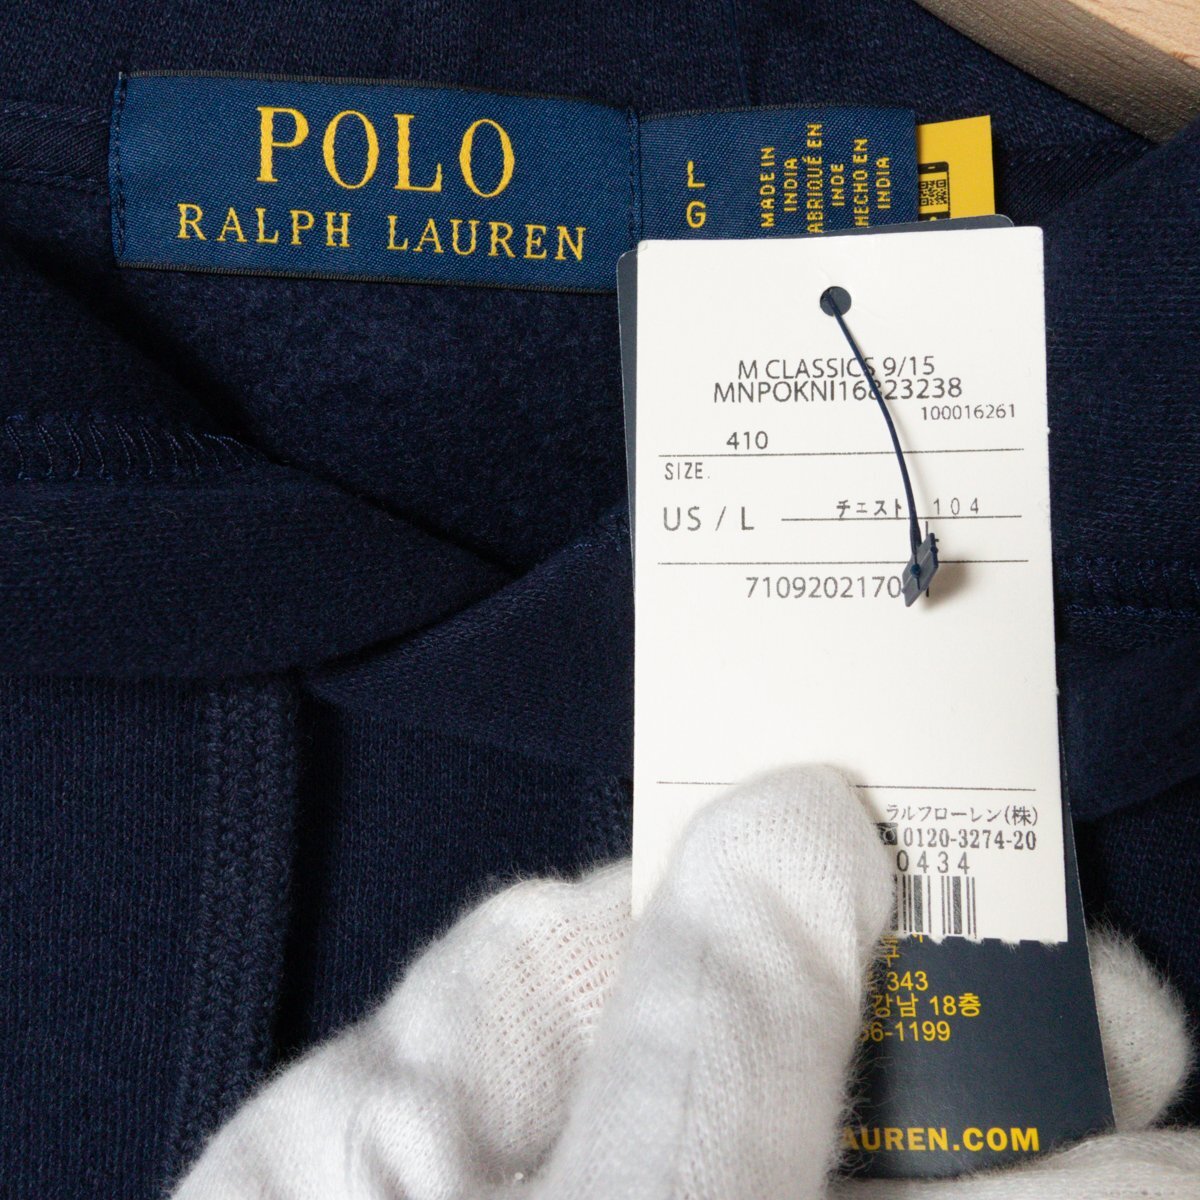 POLO
RALPH LAUREN
L
G
MADE IN
INDIA
FABRIQUÉ EN
INDE
HECHO EN
INDIA
M CLASSICS 9/15
MNPOKNI16823238
100016261
410
SIZE.
US / L
チェスト 104
ラルフローレン(株)
0120-3274-20
0434
343
강남 18층
56-1199
LAUREN.COM